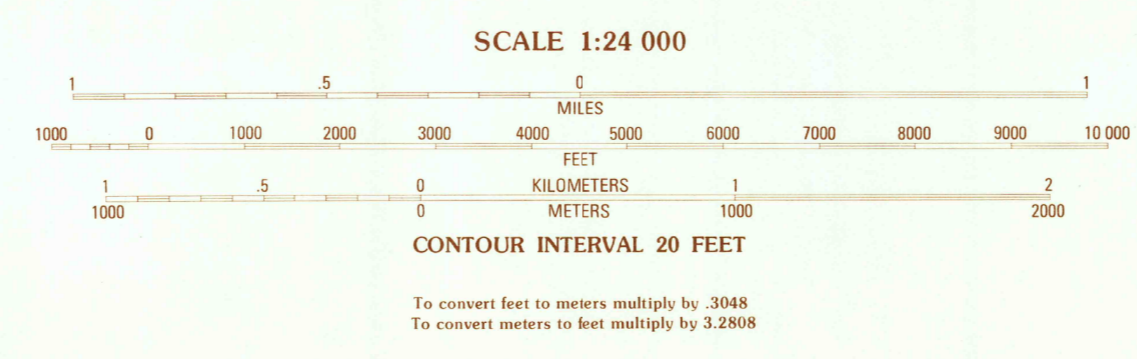 SCALE 1:24 000
1 .5 0 1
MILES
1000 0 1000 2000 3000 4000 5000 6000 7000 8000 9000 10 000
FEET
1 .5 0 KILOMETERS 1 2
1000 0 METERS 1000 2000
CONTOUR INTERVAL 20 FEET
To convert feet to meters multiply by .3048
To convert meters to feet multiply by 3.2808